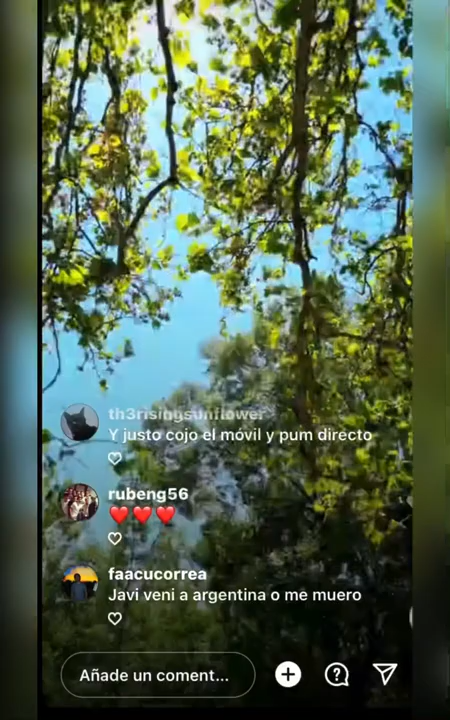 th3risingsunflower
Y justo cojo el móvil y pum directo
rubeng56
❤️❤️❤️
faacucorrea
Javi veni a argentina o me muero
Añade un coment...